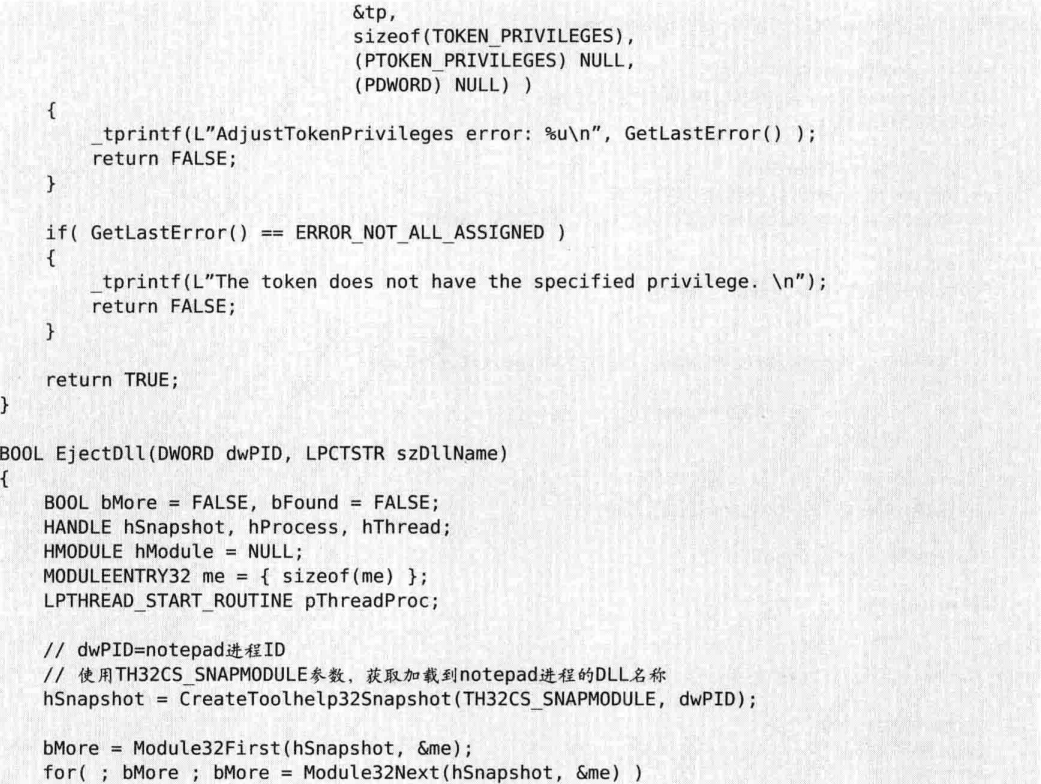 &tp,
sizeof(TOKEN_PRIVILEGES),
(PTOKEN_PRIVILEGES) NULL,
(PDWORD) NULL) )
{
_tprintf(L”AdjustTokenPrivileges error: %u\n”, GetLastError() );
return FALSE;
}
if( GetLastError() == ERROR_NOT_ALL_ASSIGNED )
{
_tprintf(L”The token does not have the specified privilege. \n”);
return FALSE;
}
return TRUE;
}
BOOL EjectDll(DWORD dwPID, LPCTSTR szDllName)
{
BOOL bMore = FALSE, bFound = FALSE;
HANDLE hSnapshot, hProcess, hThread;
HMODULE hModule = NULL;
MODULEENTRY32 me = { sizeof(me) };
LPTHREAD_START_ROUTINE pThreadProc;
// dwPID=notepad进程ID
// 使用TH32CS_SNAPMODULE参数，获取加载到notepad进程的DLL名称
hSnapshot = CreateToolhelp32Snapshot(TH32CS_SNAPMODULE, dwPID);
bMore = Module32First(hSnapshot, &me);
for( ; bMore ; bMore = Module32Next(hSnapshot, &me) )